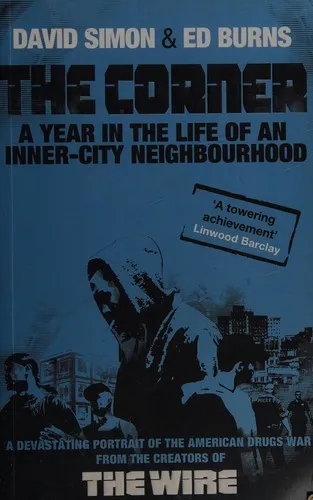 DAVID SIMON & ED BURNS
THE CORNER
A YEAR IN THE LIFE OF AN
INNER-CITY NEIGHBOURHOOD
'A towering
achievement'
Linwood Barclay
A DEVASTATING PORTRAIT OF THE AMERICAN DRUGS WAR
FROM THE CREATORS OF
THE WIRE